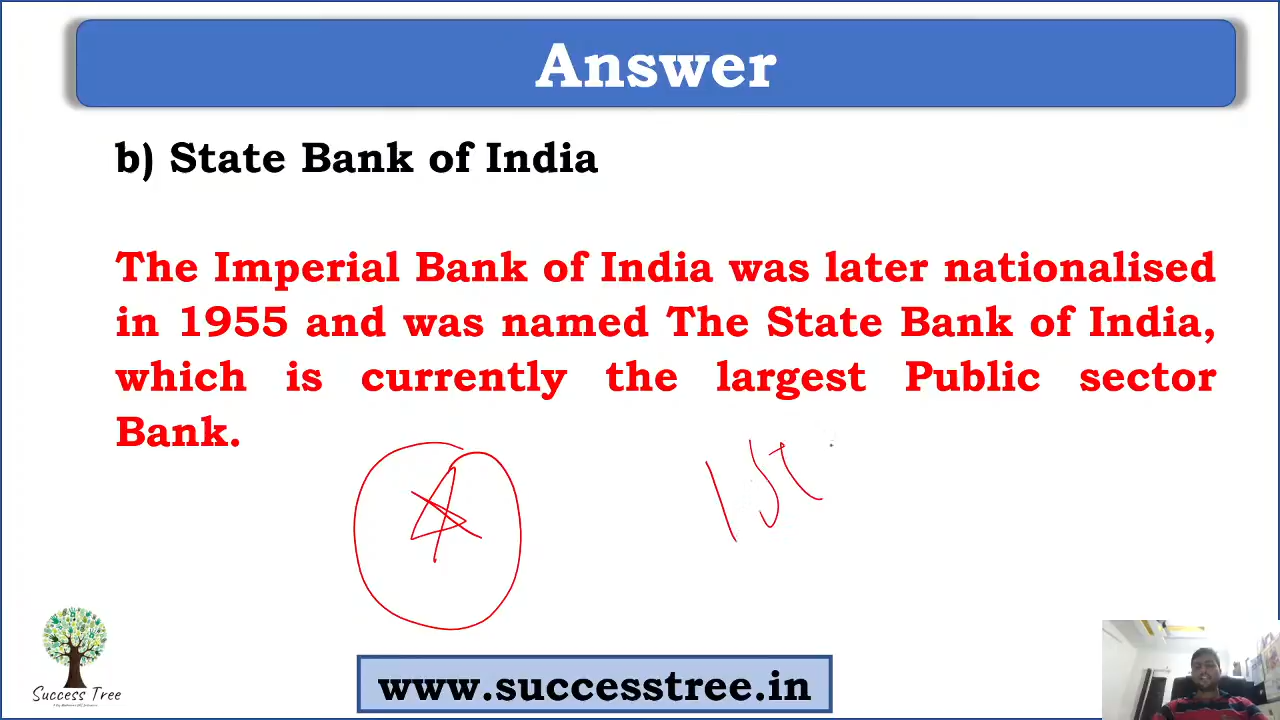 Answer
b) State Bank of India
The Imperial Bank of India was later nationalised
in 1955 and was named The State Bank of India,
which is currently the largest Public sector
Bank.
1st
Success Tree
www.successtree.in